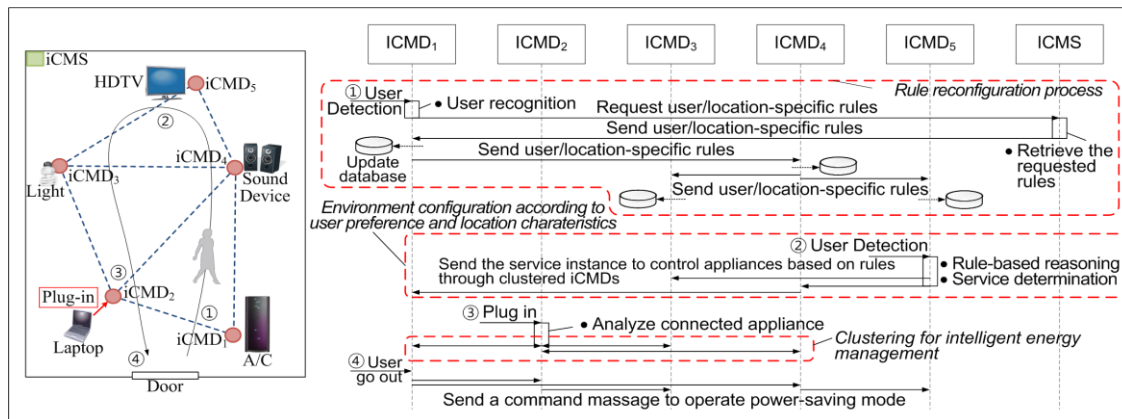 iCMS
HDTV
iCMD5
②
iCMD4
iCMD3
Light
Sound
Device
③
iCMD2
Plug-in
①
iCMD1
Laptop
A/C
④
Door
ICMD1
ICMD2
ICMD3
ICMD4
ICMD5
ICMS
Rule reconfiguration process
① User
Detection
• User recognition
Request user/location-specific rules
Send user/location-specific rules
Send user/location-specific rules
Update
database
• Retrieve the
requested
rules
Send user/location-specific rules
Environment configuration according to
user preference and location charateristics
② User Detection
Send the service instance to control appliances based on rules
through clustered iCMDs
• Rule-based reasoning
• Service determination
③ Plug in
• Analyze connected appliance
Clustering for intelligent energy
management
④ User
go out
Send a command massage to operate power-saving mode